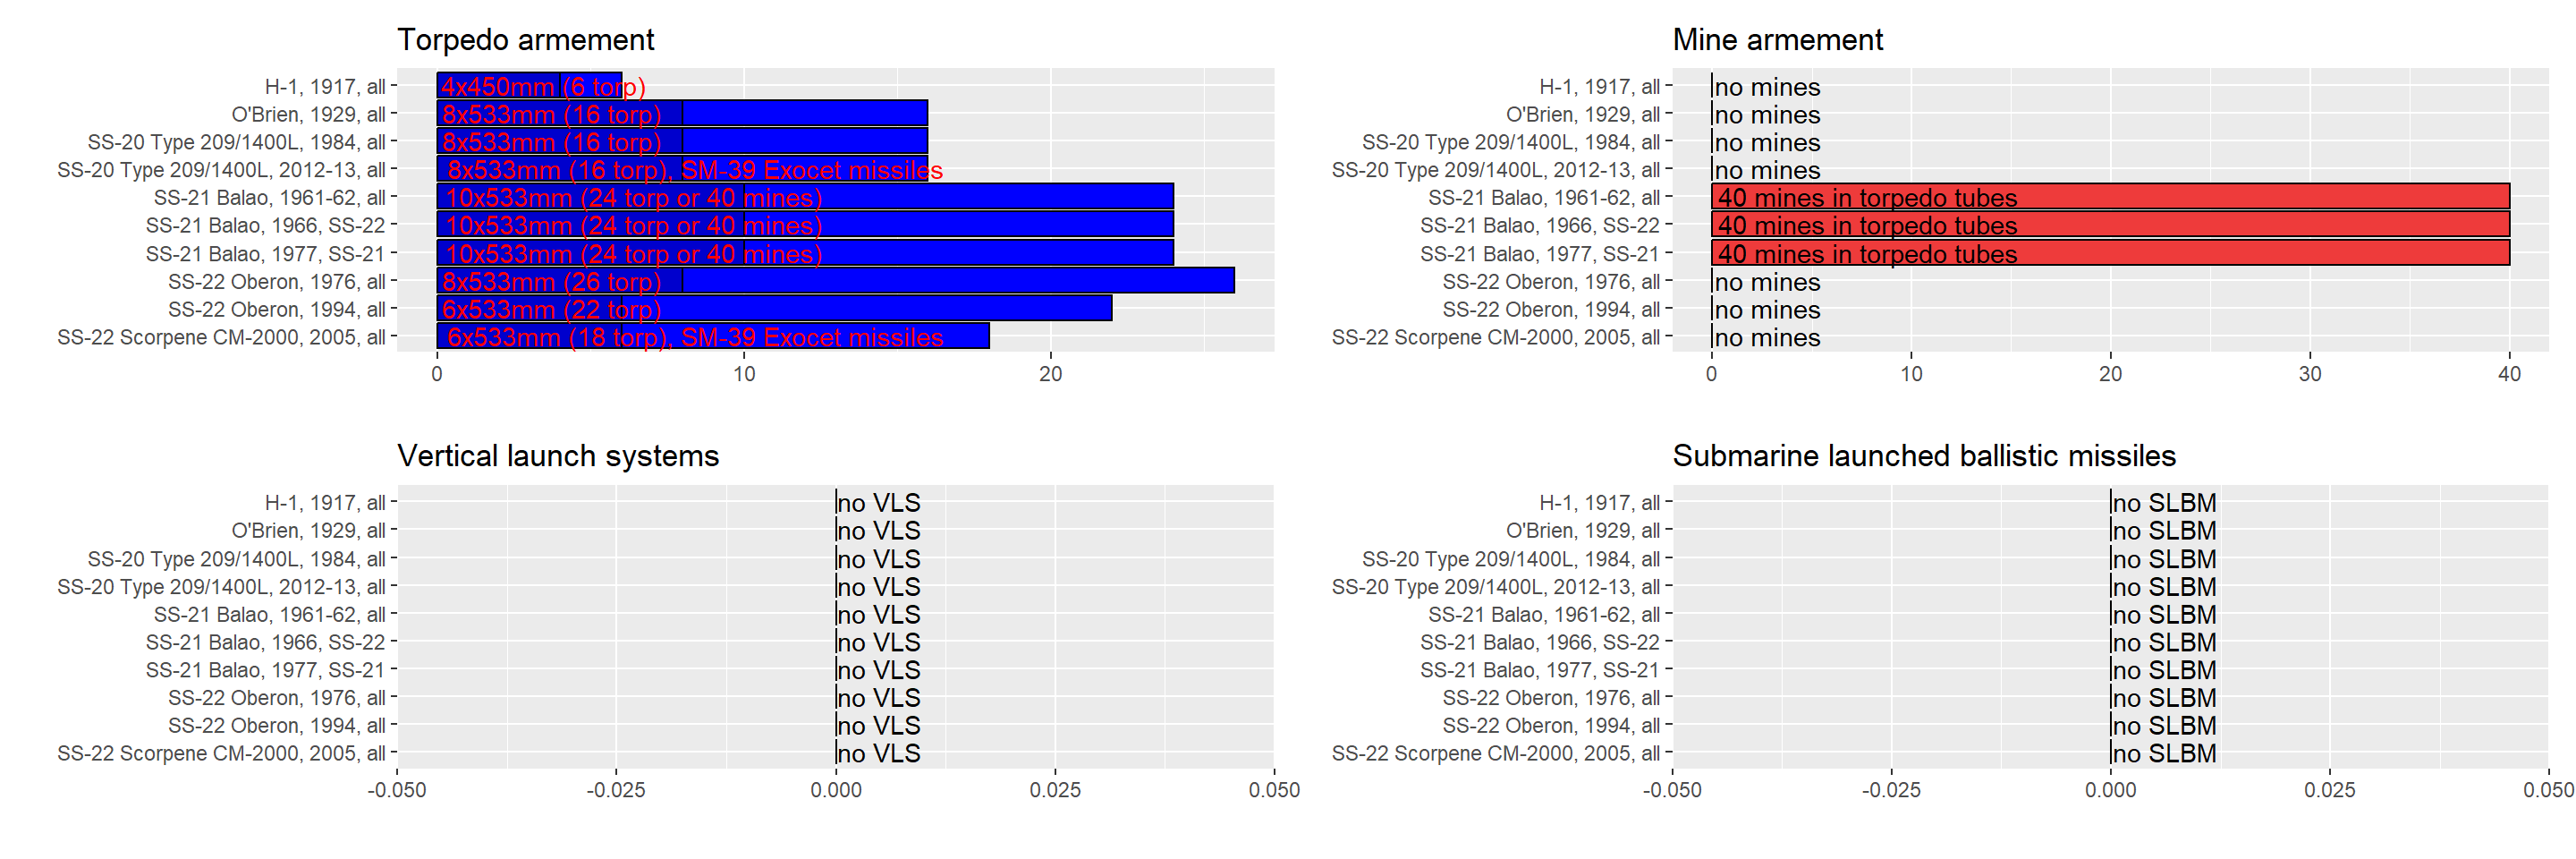 Torpedo armement
H-1, 1917, all
4x450mm (6 torp)
O'Brien, 1929, all
8x533mm (16 torp)
SS-20 Type 209/1400L, 1984, all
8x533mm (16 torp)
SS-20 Type 209/1400L, 2012-13, all
8x533mm (16 torp), SM-39 Exocet missiles
SS-21 Balao, 1961-62, all
10x533mm (24 torp or 40 mines)
SS-21 Balao, 1966, SS-22
10x533mm (24 torp or 40 mines)
SS-21 Balao, 1977, SS-21
10x533mm (24 torp or 40 mines)
SS-22 Oberon, 1976, all
8x533mm (26 torp)
SS-22 Oberon, 1994, all
6x533mm (22 torp)
SS-22 Scorpene CM-2000, 2005, all
6x533mm (18 torp), SM-39 Exocet missiles
0 10 20
Mine armement
H-1, 1917, all
no mines
O'Brien, 1929, all
no mines
SS-20 Type 209/1400L, 1984, all
no mines
SS-20 Type 209/1400L, 2012-13, all
no mines
SS-21 Balao, 1961-62, all
40 mines in torpedo tubes
SS-21 Balao, 1966, SS-22
40 mines in torpedo tubes
SS-21 Balao, 1977, SS-21
40 mines in torpedo tubes
SS-22 Oberon, 1976, all
no mines
SS-22 Oberon, 1994, all
no mines
SS-22 Scorpene CM-2000, 2005, all
no mines
0 10 20 30 40
Vertical launch systems
H-1, 1917, all
no VLS
O'Brien, 1929, all
no VLS
SS-20 Type 209/1400L, 1984, all
no VLS
SS-20 Type 209/1400L, 2012-13, all
no VLS
SS-21 Balao, 1961-62, all
no VLS
SS-21 Balao, 1966, SS-22
no VLS
SS-21 Balao, 1977, SS-21
no VLS
SS-22 Oberon, 1976, all
no VLS
SS-22 Oberon, 1994, all
no VLS
SS-22 Scorpene CM-2000, 2005, all
no VLS
-0.050 -0.025 0.000 0.025 0.050
Submarine launched ballistic missiles
H-1, 1917, all
no SLBM
O'Brien, 1929, all
no SLBM
SS-20 Type 209/1400L, 1984, all
no SLBM
SS-20 Type 209/1400L, 2012-13, all
no SLBM
SS-21 Balao, 1961-62, all
no SLBM
SS-21 Balao, 1966, SS-22
no SLBM
SS-21 Balao, 1977, SS-21
no SLBM
SS-22 Oberon, 1976, all
no SLBM
SS-22 Oberon, 1994, all
no SLBM
SS-22 Scorpene CM-2000, 2005, all
no SLBM
-0.050 -0.025 0.000 0.025 0.050